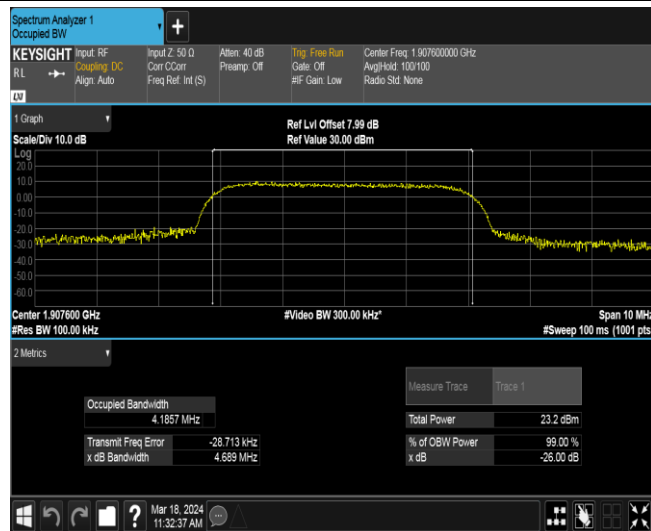 Spectrum Analyzer 1
Occupied BW
+
KEYSIGHT
RL
LXI
Input: RF
Coupling: DC
Align: Auto
Input Z: 50 Ω
Corr CCorr
Freq Ref: Int (S)
Atten: 40 dB
Preamp: Off
Trig: Free Run
Gate: Off
#IF Gain: Low
Center Freq: 1.907600000 GHz
Avg|Hold: 100/100
Radio Std: None
1 Graph
Scale/Div 10.0 dB
Ref Lvl Offset 7.99 dB
Ref Value 30.00 dBm
Log
20.0
10.0
0.00
-10.0
-20.0
-30.0
-40.0
-50.0
-60.0
Center 1.907600 GHz
#Res BW 100.00 kHz
#Video BW 300.00 kHz*
Span 10 MHz
#Sweep 100 ms (1001 pts
2 Metrics
Occupied Bandwidth
4.1857 MHz
Transmit Freq Error -28.713 kHz
x dB Bandwidth 4.689 MHz
Measure Trace Trace 1
Total Power 23.2 dBm
% of OBW Power 99.00 %
x dB -26.00 dB
?
Mar 18, 2024
11:32:37 AM